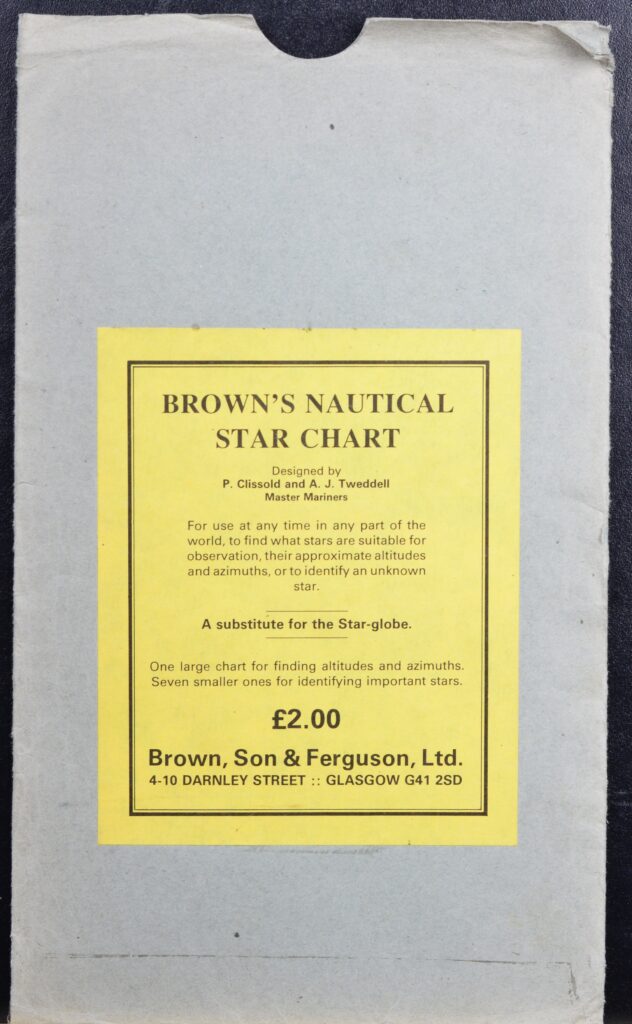 BROWN'S NAUTICAL
STAR CHART
Designed by
P. Clissold and A. J. Tweddell
Master Mariners
For use at any time in any part of the
world, to find what stars are suitable for
observation, their approximate altitudes
and azimuths, or to identify an unknown
star.
A substitute for the Star-globe.
One large chart for finding altitudes and azimuths.
Seven smaller ones for identifying important stars.
£2.00
Brown, Son & Ferguson, Ltd.
4-10 DARNLEY STREET :: GLASGOW G41 2SD